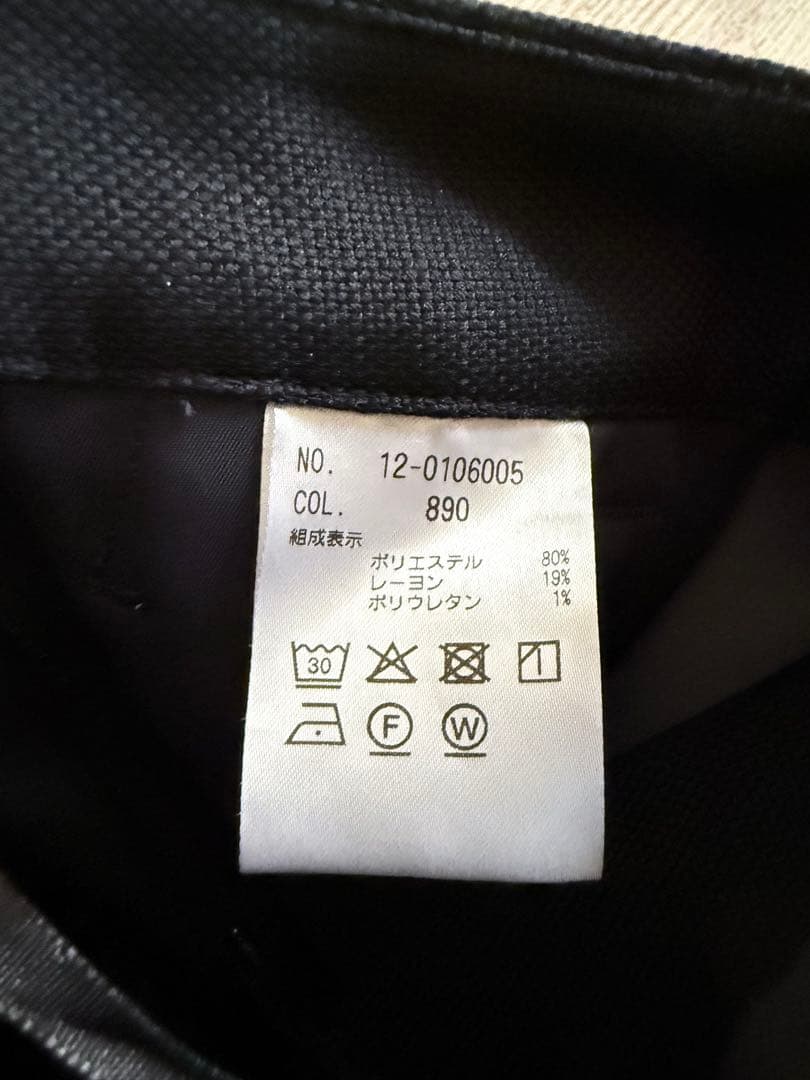 NO. 12-0106005
COL. 890
組成表示
ポリエステル 80%
レーヨン 19%
ポリウレタン 1%
30
F W